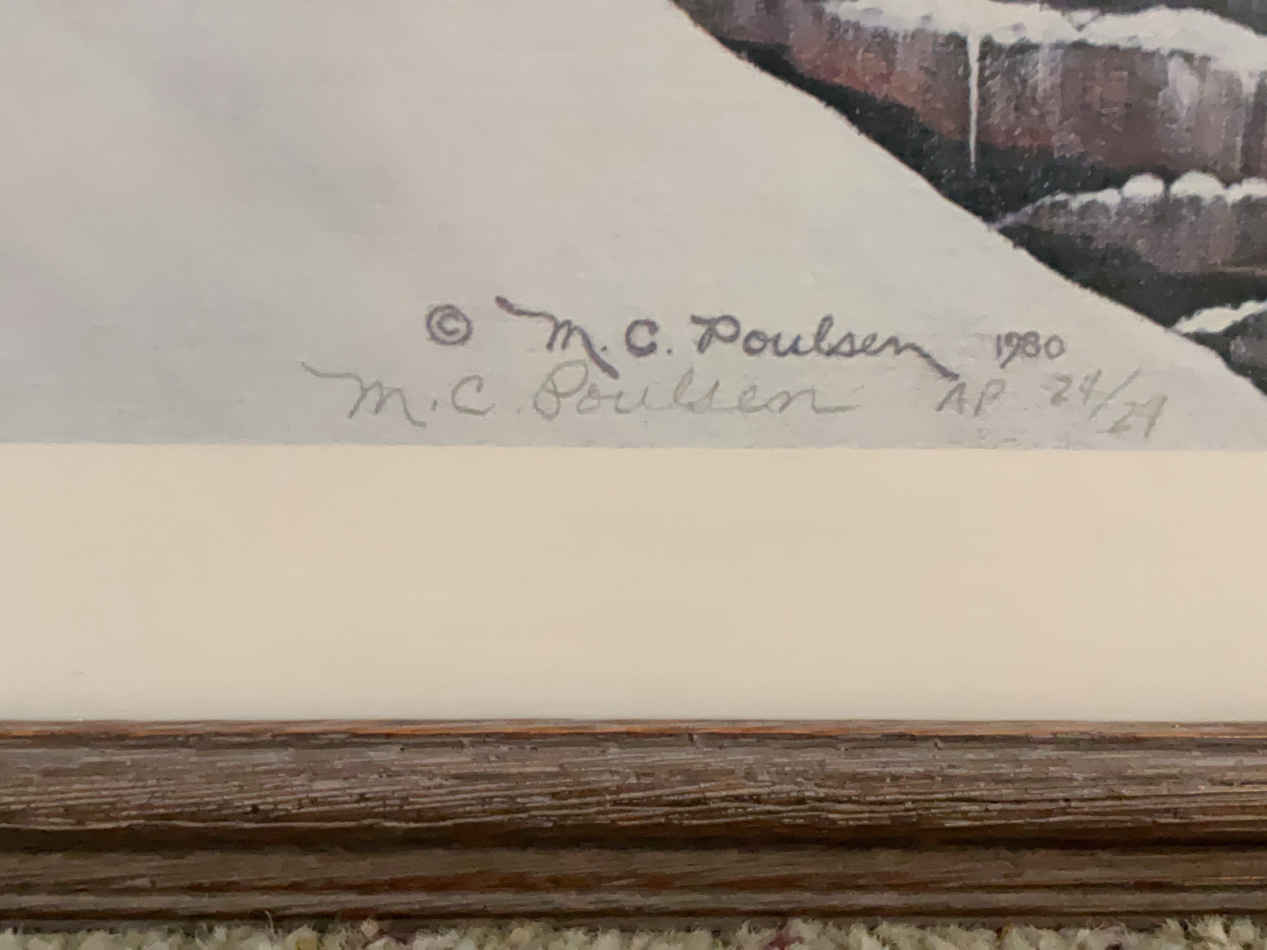 © M.C. Poulsen 1980
M.C. Poulsen AP 24/29